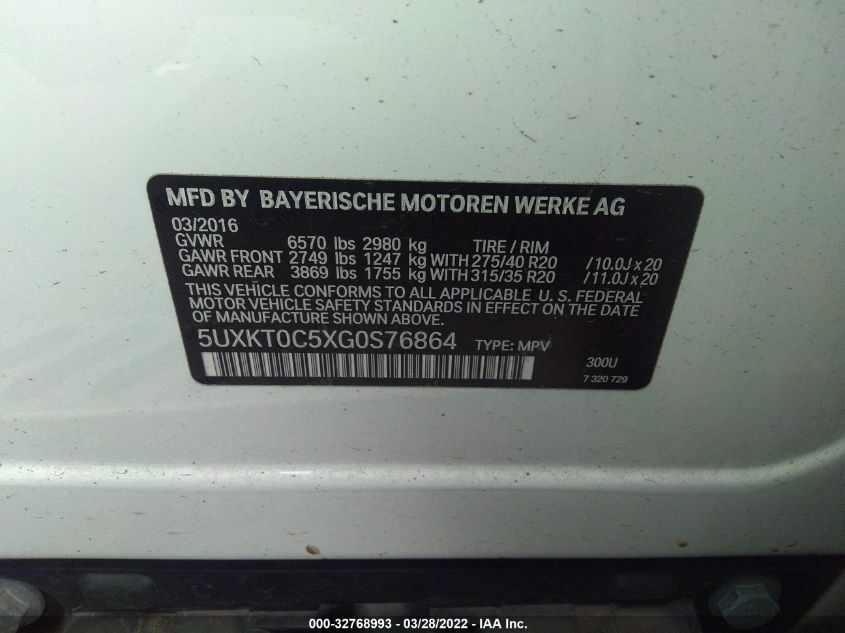 MFD BY BAYERISCHE MOTOREN WERKE AG
03/2016
GVWR 6570 lbs 2980 kg TIRE / RIM
GAWR FRONT 2749 lbs 1247 kg WITH 275/40 R20 /10.0J x 20
GAWR REAR 3869 lbs 1755 kg WITH 315/35 R20 /11.0J x 20
THIS VEHICLE CONFORMS TO ALL APPLICABLE U. S. FEDERAL
MOTOR VEHICLE SAFETY STANDARDS IN EFFECT ON THE DATE
OF MANUFACTURE SHOWN ABOVE.
5UXKT0C5XG0S76864 TYPE: MPV
300U
7 320 729
000-32768993 - 03/28/2022 - IAA Inc.